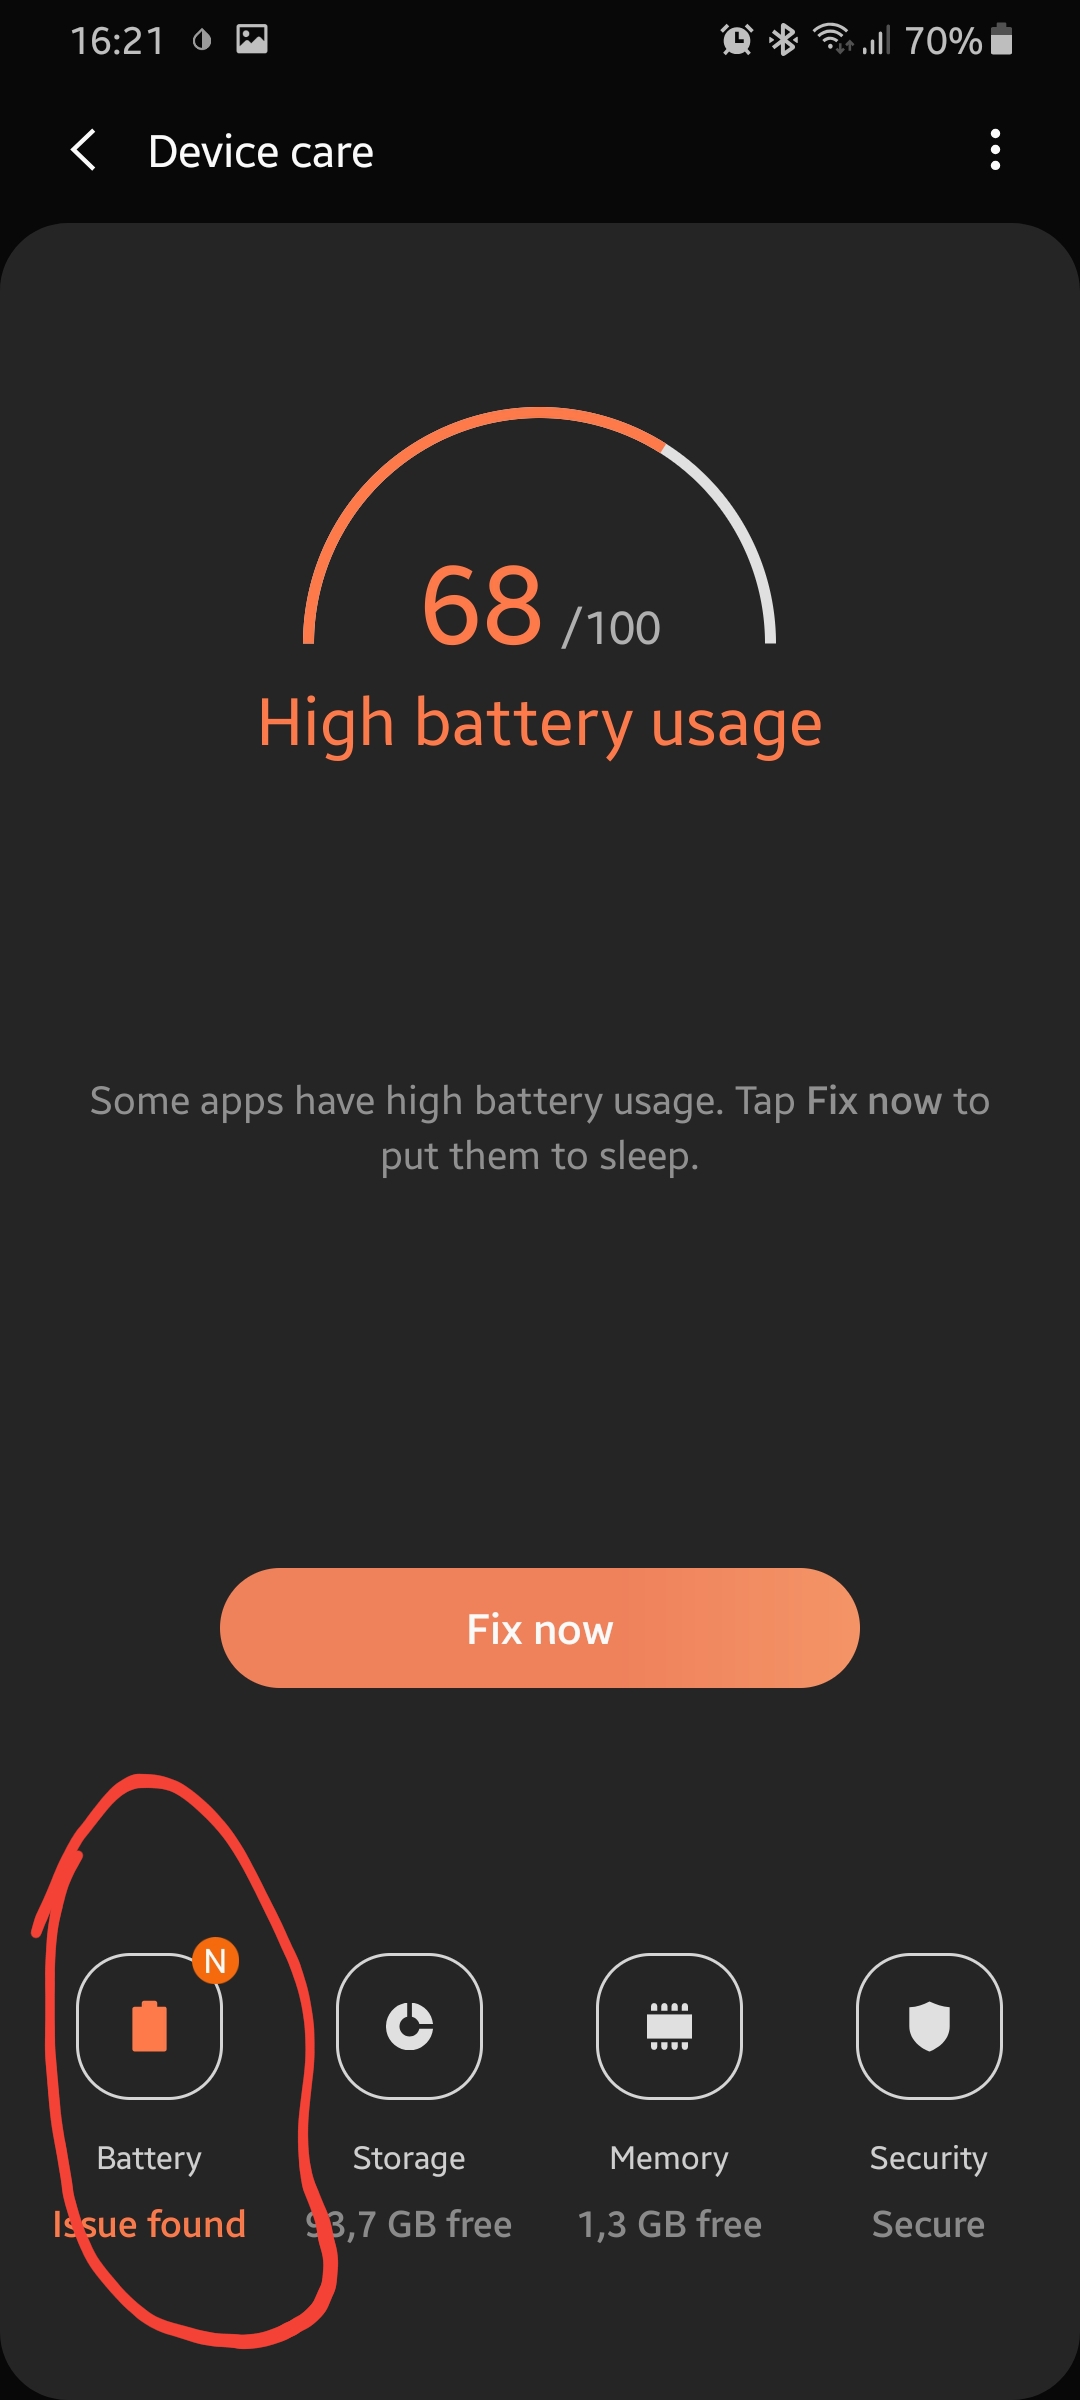 16:21 70%
Device care
68 /100
High battery usage
Some apps have high battery usage. Tap Fix now to
put them to sleep.
Fix now
N
Battery Storage Memory Security
Issue found 93,7 GB free 1,3 GB free Secure